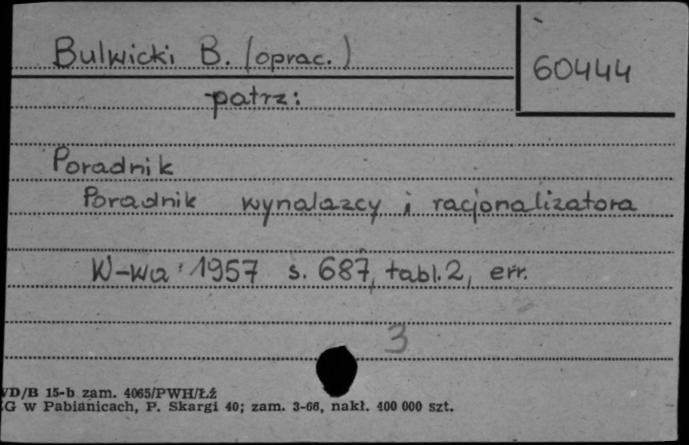 Bulwicki B. (oprac.)
60444
patrz:
Poradnik
Poradnik wynalazcy i racjonalizatora
W-wa 1957 s. 687, tabl. 2, err.
3
VD/B 15-b zam. 4065/PWH/Łź
G w Pabianicach, P. Skargi 40; zam. 3-66, nakł. 400 000 szt.